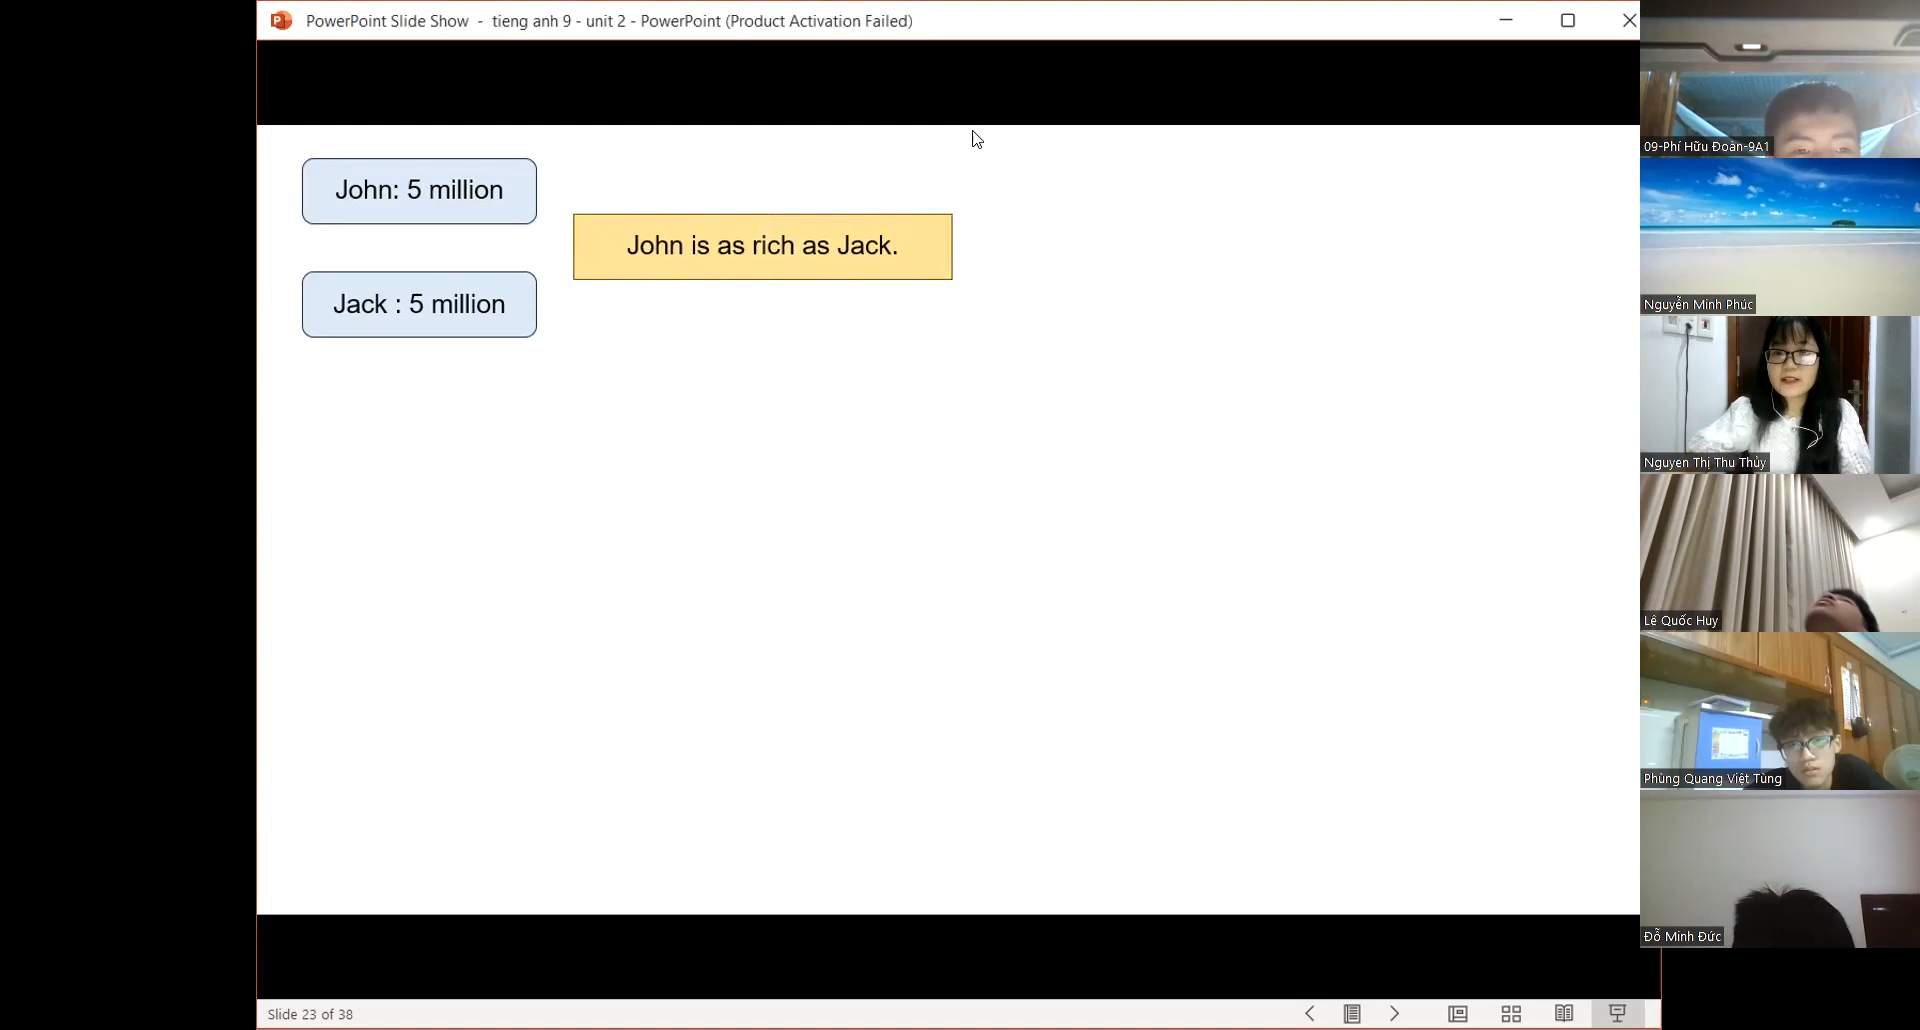 PowerPoint Slide Show - tieng anh 9 - unit 2 - PowerPoint (Product Activation Failed)
John: 5 million
John is as rich as Jack.
Jack : 5 million
09-Phí Hữu Đoàn-9A1
Nguyễn Minh Phúc
Nguyen Thị Thu Thủy
Lê Quốc Huy
Phùng Quang Việt Tùng
Đỗ Minh Đức
Slide 23 of 38